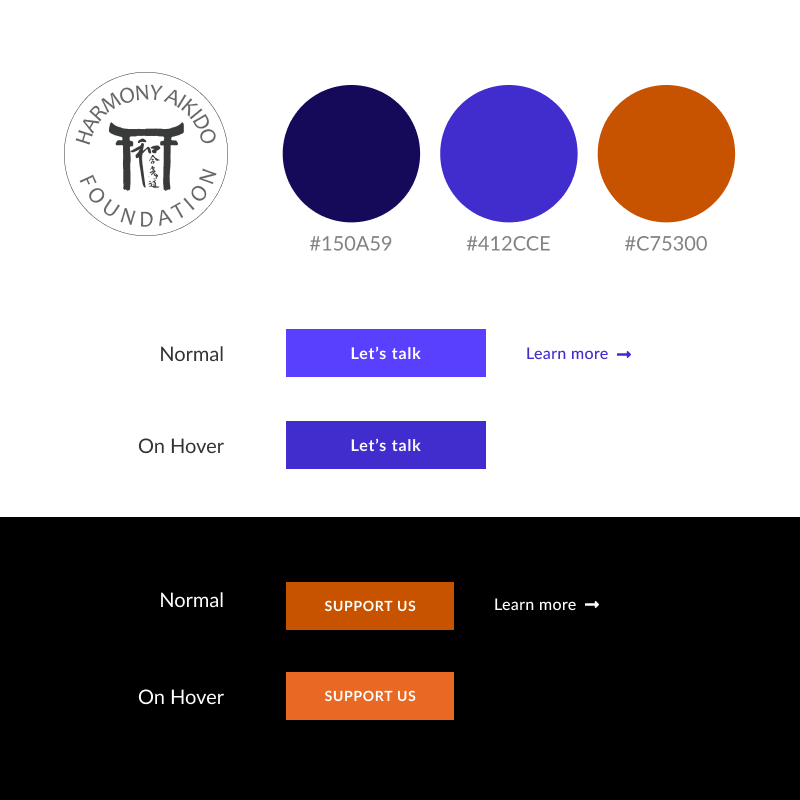 HARMONY AIKIDO
和
合
道
FOUNDATION
#150A59
#412CCE
#C75300
Normal
Let's talk
Learn more →
On Hover
Let's talk
Normal
SUPPORT US
Learn more →
On Hover
SUPPORT US